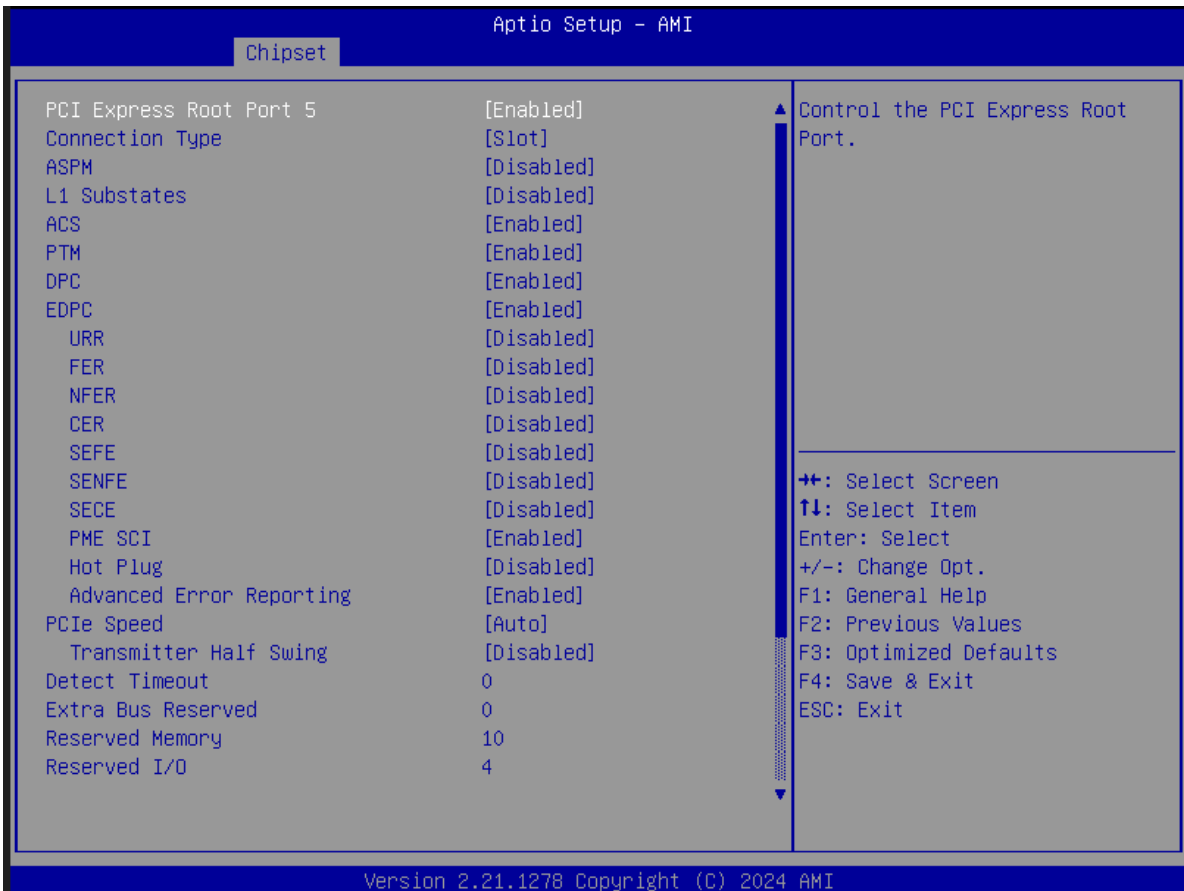 Aptio Setup – AMI
Chipset
PCI Express Root Port 5 [Enabled]
Connection Type [Slot]
ASPM [Disabled]
L1 Substates [Disabled]
ACS [Enabled]
PTM [Enabled]
DPC [Enabled]
EDPC [Enabled]
URR [Disabled]
FER [Disabled]
NFER [Disabled]
CER [Disabled]
SEFE [Disabled]
SENFE [Disabled]
SECE [Disabled]
PME SCI [Enabled]
Hot Plug [Disabled]
Advanced Error Reporting [Enabled]
PCIe Speed [Auto]
Transmitter Half Swing [Disabled]
Detect Timeout 0
Extra Bus Reserved 0
Reserved Memory 10
Reserved I/O 4
Control the PCI Express Root
Port.
→←: Select Screen
↑↓: Select Item
Enter: Select
+/-: Change Opt.
F1: General Help
F2: Previous Values
F3: Optimized Defaults
F4: Save & Exit
ESC: Exit
Version 2.21.1278 Copyright (C) 2024 AMI